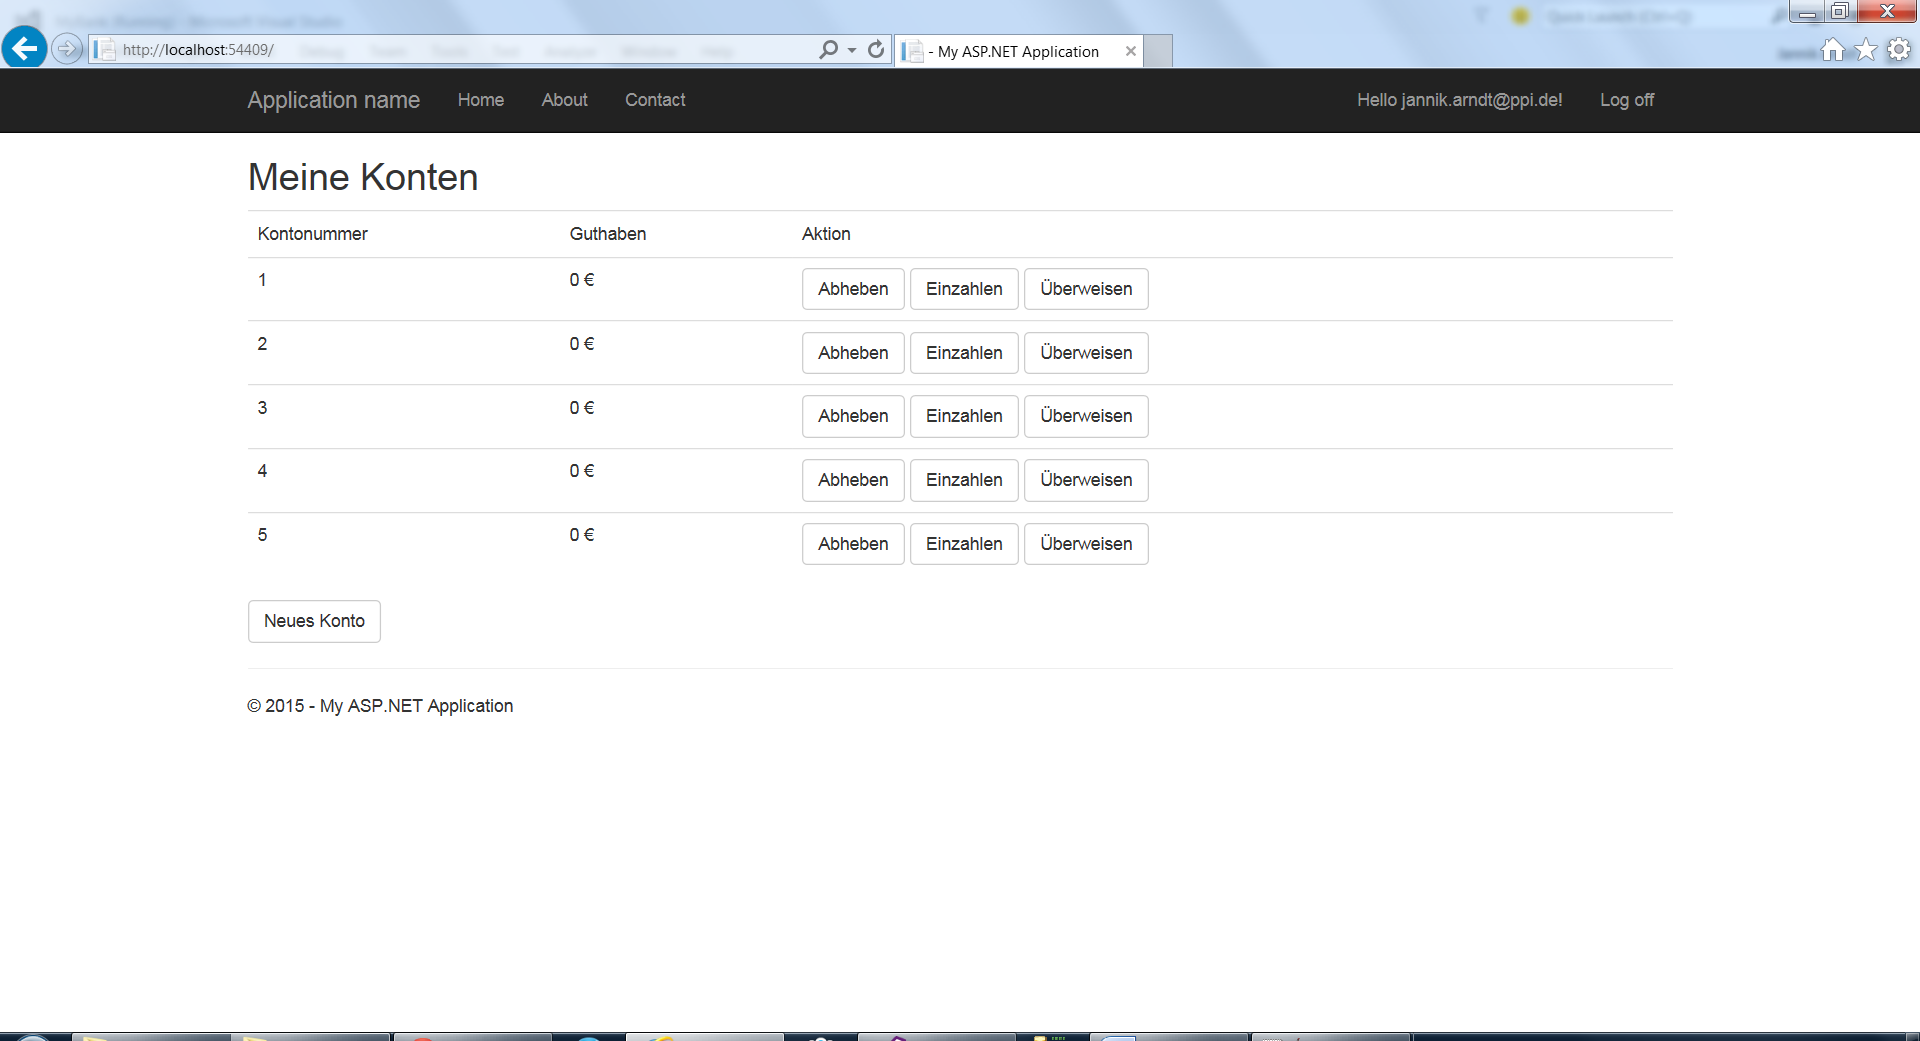 http://localhost:54409/
- My ASP.NET Application
Application name Home About Contact Hello jannik.arndt@ppi.de! Log off
Meine Konten
Kontonummer Guthaben Aktion
1 0 € Abheben Einzahlen Überweisen
2 0 € Abheben Einzahlen Überweisen
3 0 € Abheben Einzahlen Überweisen
4 0 € Abheben Einzahlen Überweisen
5 0 € Abheben Einzahlen Überweisen
Neues Konto
© 2015 - My ASP.NET Application